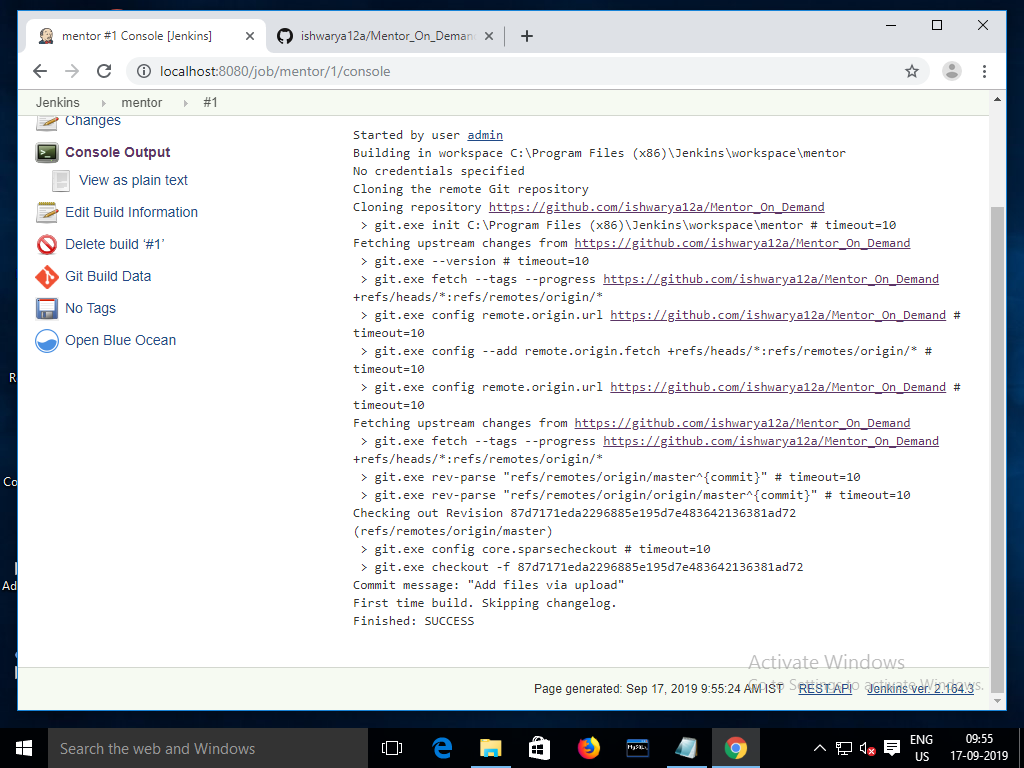 mentor #1 Console [Jenkins]
ishwarya12a/Mentor_On_Deman
localhost:8080/job/mentor/1/console
Jenkins
mentor
#1
Changes
Console Output
View as plain text
Edit Build Information
Delete build ‘#1’
Git Build Data
No Tags
Open Blue Ocean
Started by user admin
Building in workspace C:\Program Files (x86)\Jenkins\workspace\mentor
No credentials specified
Cloning the remote Git repository
Cloning repository https://github.com/ishwarya12a/Mentor_On_Demand
> git.exe init C:\Program Files (x86)\Jenkins\workspace\mentor # timeout=10
Fetching upstream changes from https://github.com/ishwarya12a/Mentor_On_Demand
> git.exe --version # timeout=10
> git.exe fetch --tags --progress https://github.com/ishwarya12a/Mentor_On_Demand
+refs/heads/*:refs/remotes/origin/*
> git.exe config remote.origin.url https://github.com/ishwarya12a/Mentor_On_Demand #
timeout=10
> git.exe config --add remote.origin.fetch +refs/heads/*:refs/remotes/origin/* #
timeout=10
> git.exe config remote.origin.url https://github.com/ishwarya12a/Mentor_On_Demand #
timeout=10
Fetching upstream changes from https://github.com/ishwarya12a/Mentor_On_Demand
> git.exe fetch --tags --progress https://github.com/ishwarya12a/Mentor_On_Demand
+refs/heads/*:refs/remotes/origin/*
> git.exe rev-parse "refs/remotes/origin/master^{commit}" # timeout=10
> git.exe rev-parse "refs/remotes/origin/origin/master^{commit}" # timeout=10
Checking out Revision 87d7171eda2296885e195d7e483642136381ad72
(refs/remotes/origin/master)
> git.exe config core.sparsecheckout # timeout=10
> git.exe checkout -f 87d7171eda2296885e195d7e483642136381ad72
Commit message: "Add files via upload"
First time build. Skipping changelog.
Finished: SUCCESS
Activate Windows
Go to Settings to activate Windows.
Page generated: Sep 17, 2019 9:55:24 AM IST
REST API
Jenkins ver. 2.164.3
R
Co
Ad
Search the web and Windows
MySQL
ENG
US
09:55
17-09-2019